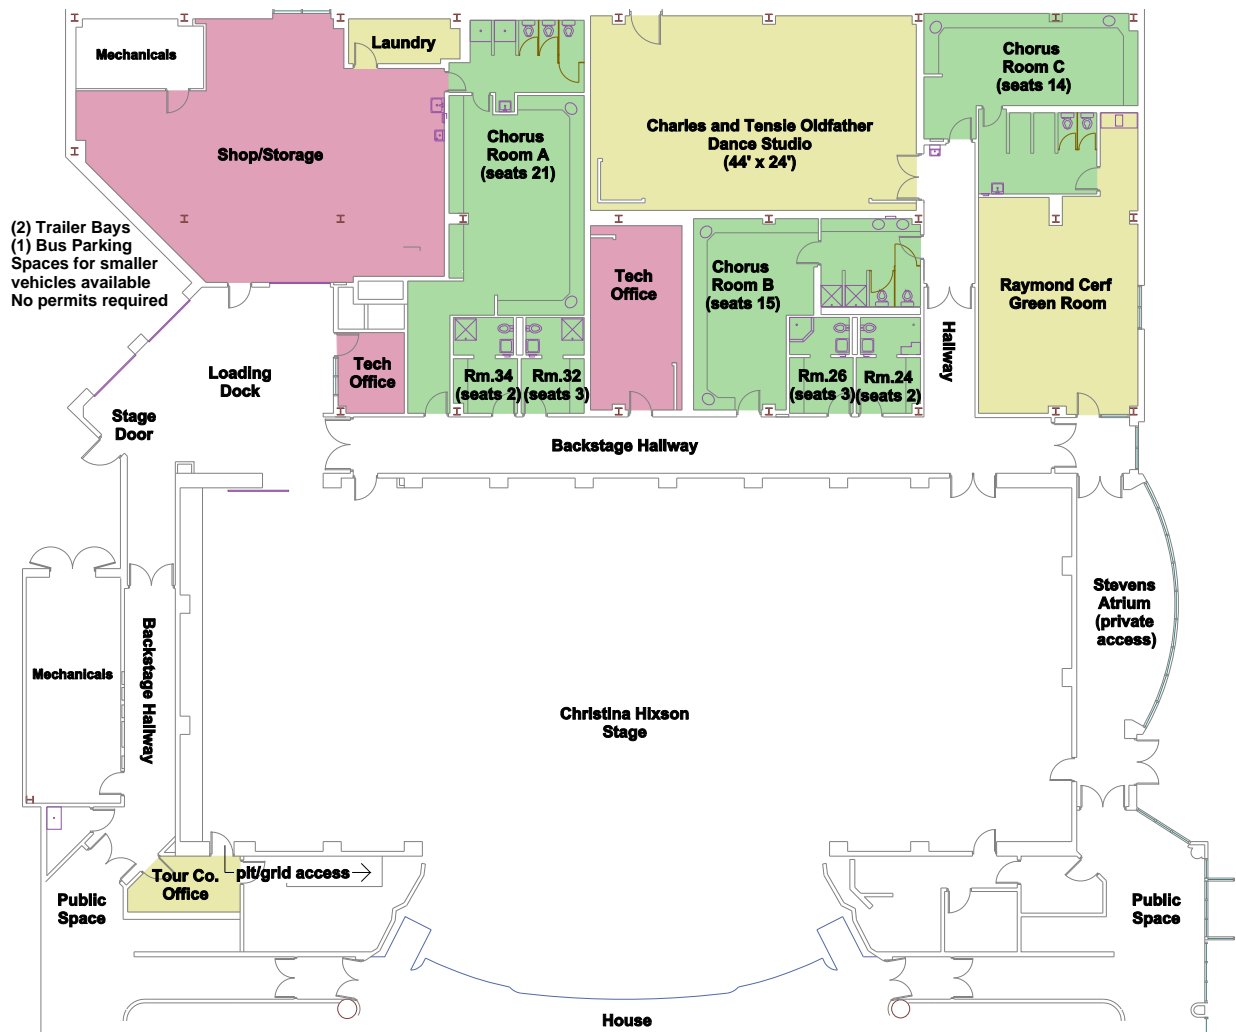 Mechanicals
Laundry
Shop/Storage
Chorus
Room A
(seats 21)
Charles and Tensie Oldfather
Dance Studio
(44' x 24')
Chorus
Room C
(seats 14)
(2) Trailer Bays
(1) Bus Parking
Spaces for smaller
vehicles available
No permits required
Tech
Office
Chorus
Room B
(seats 15)
Raymond Cerf
Green Room
Hallway
Loading
Dock
Tech
Office
Rm.34
(seats 2)
Rm.32
(seats 3)
Rm.26
(seats 3)
Rm.24
(seats 2)
Stage
Door
Backstage Hallway
Stevens
Atrium
(private
access)
Backstage Hallway
Mechanicals
Christina Hixson
Stage
Tour Co.
Office
pit/grid access
Public
Space
Public
Space
House